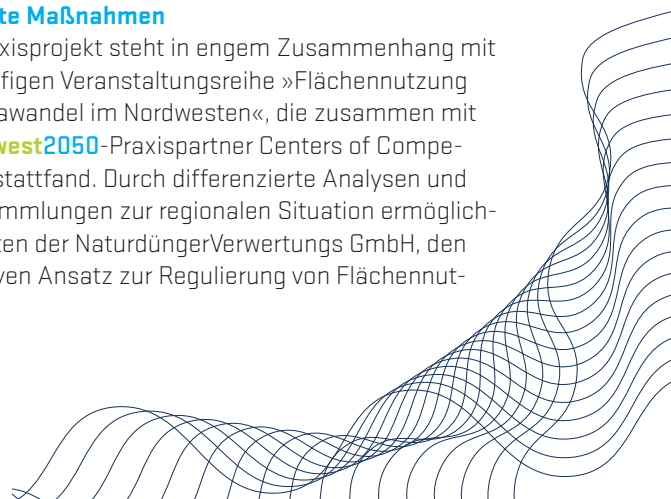 te Maßnahmen
xisprojekt steht in engem Zusammenhang mit
figen Veranstaltungsreihe »Flächennutzung
awandel im Nordwesten«, die zusammen mit
west2050-Praxispartner Centers of Compe-
stattfand. Durch differenzierte Analysen und
mmlungen zur regionalen Situation ermöglich-
ten der NaturdüngerVerwertungs GmbH, den
ven Ansatz zur Regulierung von Flächennut-